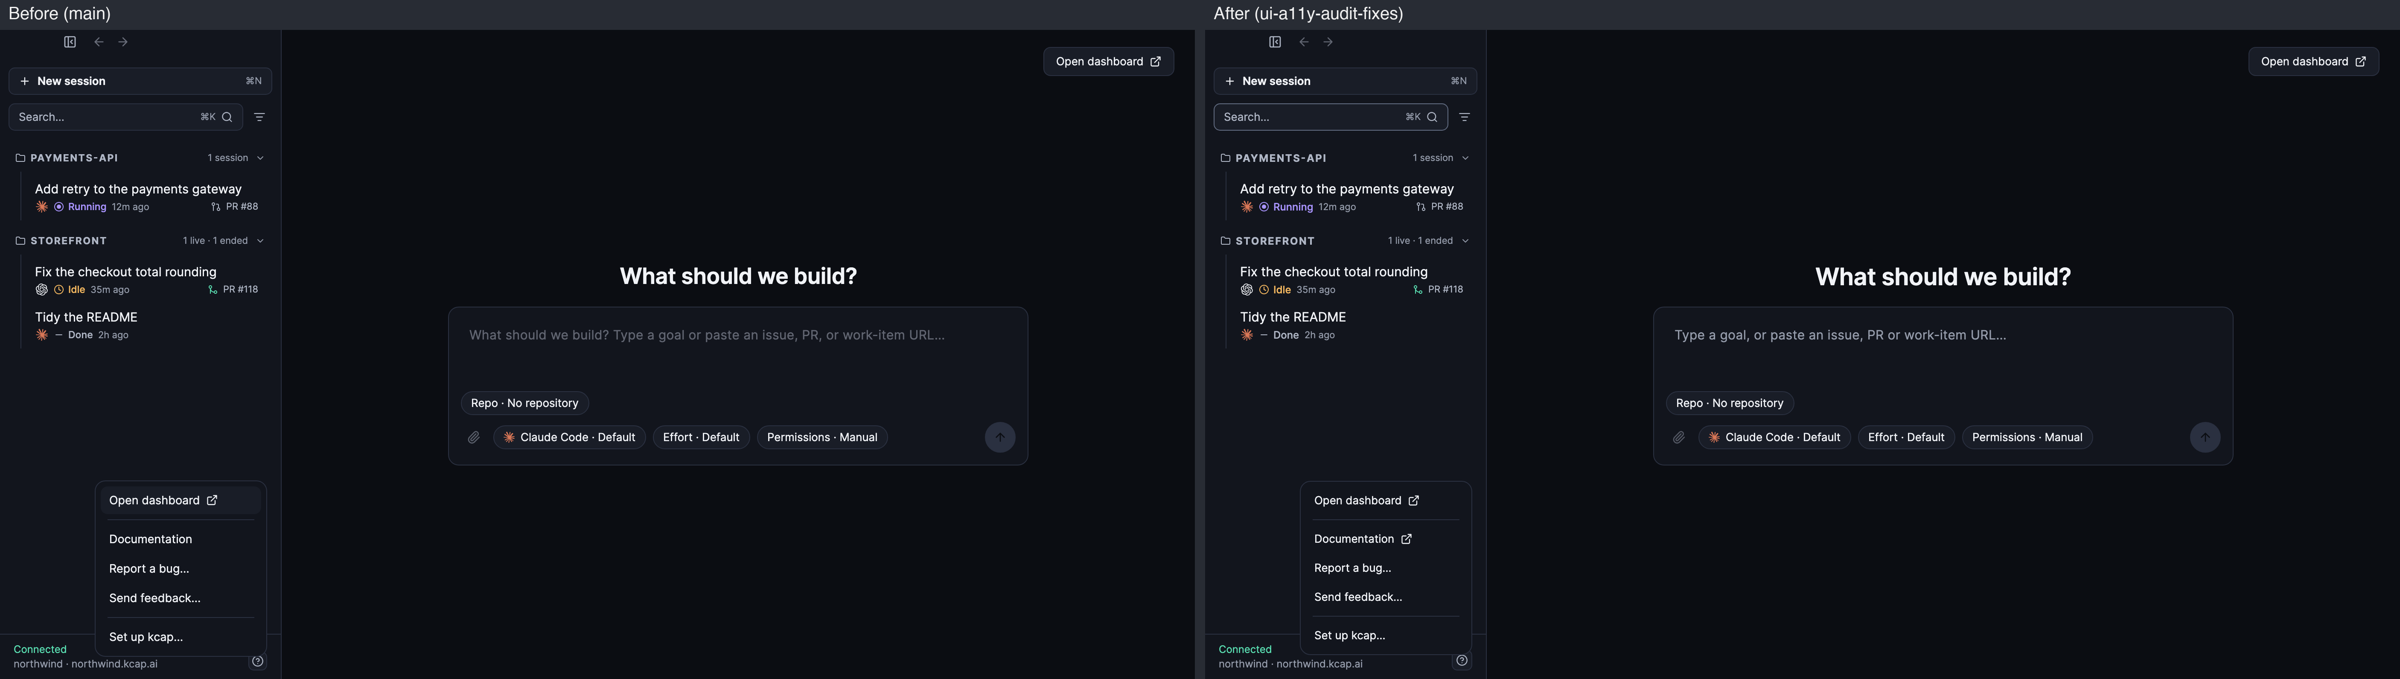 Before (main)
New session ⌘N
Search... ⌘K
PAYMENTS-API 1 session
Add retry to the payments gateway
Running 12m ago PR #88
STOREFRONT 1 live · 1 ended
Fix the checkout total rounding
Idle 35m ago PR #118
Tidy the README
Done 2h ago
Open dashboard
Documentation
Report a bug...
Send feedback...
Set up kcap...
Connected
northwind · northwind.kcap.ai
Open dashboard
What should we build?
What should we build? Type a goal or paste an issue, PR, or work-item URL...
Repo · No repository
Claude Code · Default Effort · Default Permissions · Manual
After (ui-a11y-audit-fixes)
New session ⌘N
Search... ⌘K
PAYMENTS-API 1 session
Add retry to the payments gateway
Running 12m ago PR #88
STOREFRONT 1 live · 1 ended
Fix the checkout total rounding
Idle 35m ago PR #118
Tidy the README
Done 2h ago
Open dashboard
Documentation
Report a bug...
Send feedback...
Set up kcap...
Connected
northwind · northwind.kcap.ai
Open dashboard
What should we build?
Type a goal, or paste an issue, PR or work-item URL...
Repo · No repository
Claude Code · Default Effort · Default Permissions · Manual